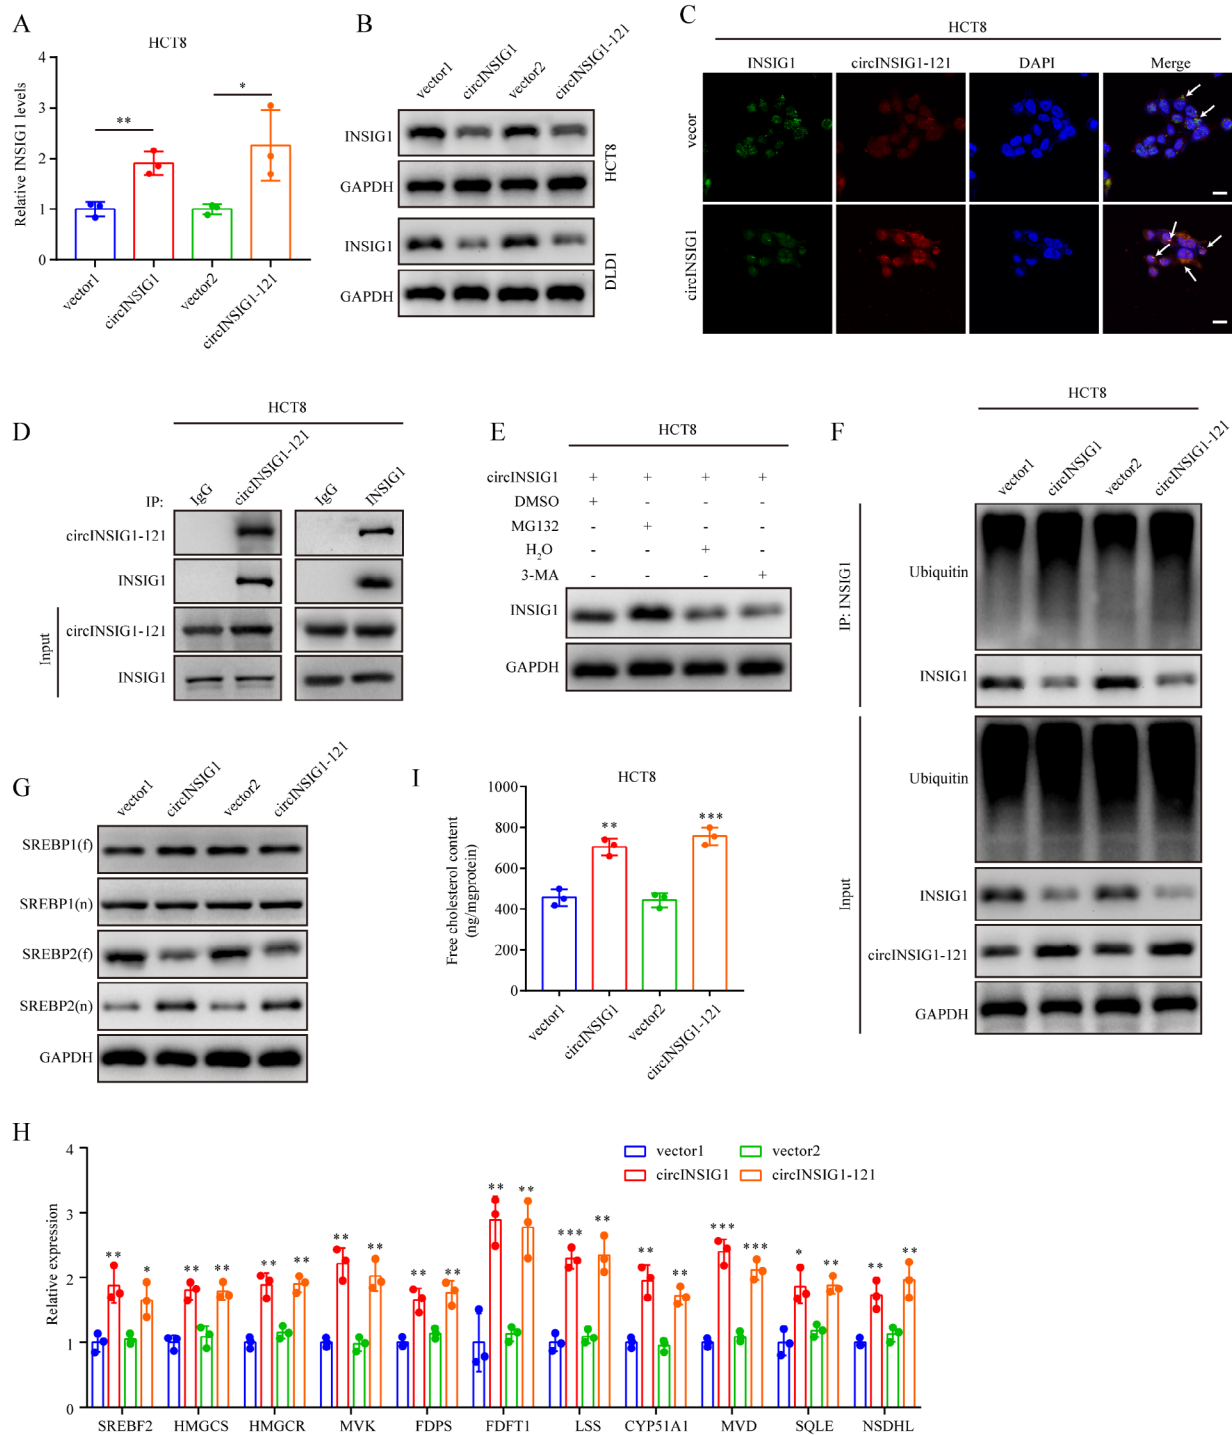 A
HCT8
Relative INSIG1 levels
4
3
2
1
0
**
*
vector1
circINSIG1
vector2
circINSIG1-121
B
vector1
circINSIG1
vector2
circINSIG1-121
INSIG1
GAPDH
HCT8
INSIG1
GAPDH
DLD1
C
HCT8
INSIG1
circINSIG1-121
DAPI
Merge
vecor
circINSIG1
D
HCT8
IP:
IgG
circINSIG1-121
IgG
INSIG1
circINSIG1-121
INSIG1
Input
circINSIG1-121
INSIG1
E
HCT8
circINSIG1 + + + +
DMSO + - - -
MG132 - + - -
H₂O - - + -
3-MA - - - +
INSIG1
GAPDH
F
HCT8
vector1
circINSIG1
vector2
circINSIG1-121
IP: INSIG1
Ubiquitin
INSIG1
Input
Ubiquitin
INSIG1
circINSIG1-121
GAPDH
G
vector1
circINSIG1
vector2
circINSIG1-121
SREBP1(f)
SREBP1(n)
SREBP2(f)
SREBP2(n)
GAPDH
I
HCT8
Free cholesterol content
(ng/mgprotein)
1000
800
600
400
200
0
**
***
vector1
circINSIG1
vector2
circINSIG1-121
H
Relative expression
4
3
2
1
0
vector1
vector2
circINSIG1
circINSIG1-121
** * ** ** ** ** ** ** ** ** ** ** *** ** ** ** *** *** * ** ** **
SREBF2 HMGCS HMGCR MVK FDPS FDFT1 LSS CYP51A1 MVD SQLE NSDHL